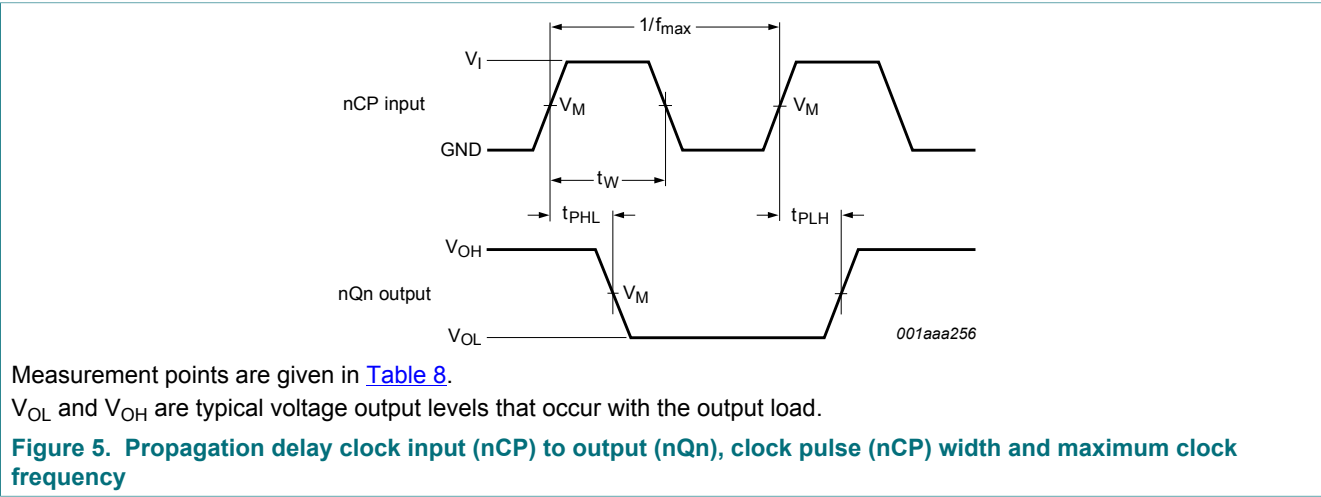 1/fmax
VI
nCP input
VM
VM
GND
tW
tPHL
tPLH
VOH
nQn output
VM
VOL
001aaa256
Measurement points are given in Table 8.
VOL and VOH are typical voltage output levels that occur with the output load.
Figure 5. Propagation delay clock input (nCP) to output (nQn), clock pulse (nCP) width and maximum clock
frequency